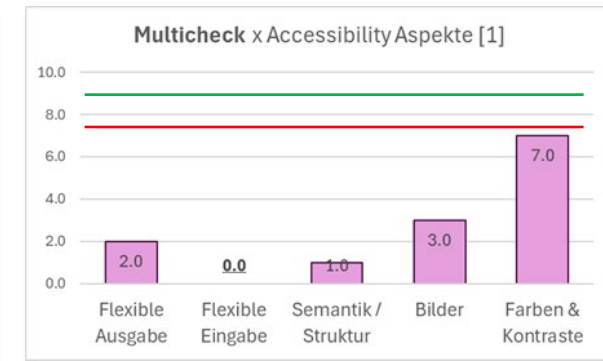 Multicheck x Accessibility Aspekte [1]
10.0
8.0
6.0
4.0
2.0
0.0
2.0
0.0
1.0
3.0
7.0
Flexible Ausgabe
Flexible Eingabe
Semantik / Struktur
Bilder
Farben & Kontraste